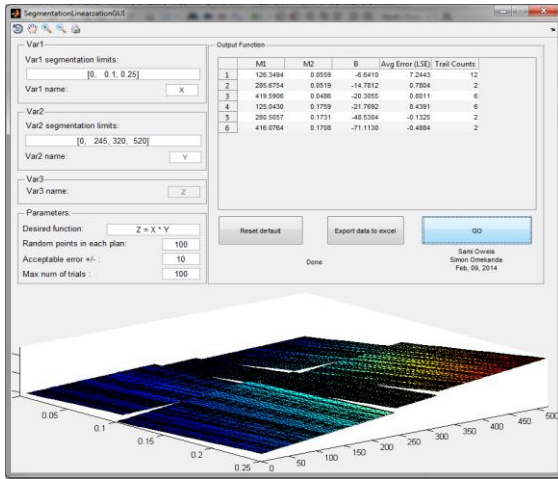 SegmentationLinearzationGUI
Var1
Var1 segmentation limits:
[0, 0.1, 0.25]
Var1 name:
X
Var2
Var2 segmentation limits:
[0, 245, 320, 520]
Var2 name:
Y
Var3
Var3 name:
Z
Parameters:
Desired function:
Z = X * Y
Random points in each plan:
100
Acceptable error +/- :
10
Max num of trials :
100
Output Function
M1 M2 B Avg Error (LSE) Trail Counts
1 126.3494 0.0559 -6.6410 7.2443 12
2 285.6754 0.0519 -14.7812 0.7804 2
3 419.5906 0.0486 -20.3055 0.8011 6
4 125.0430 0.1759 -21.7692 8.4391 6
5 280.5057 0.1731 -48.5304 -0.1325 2
6 416.0764 0.1708 -71.1130 -0.4884 2
Reset default
Export data to excel
GO
Done
Sami Oweis
Simon Omekanda
Feb, 09, 2014
0.05
0.1
0.15
0.2
0.25
0
50
100
150
200
250
300
350
400
450
500